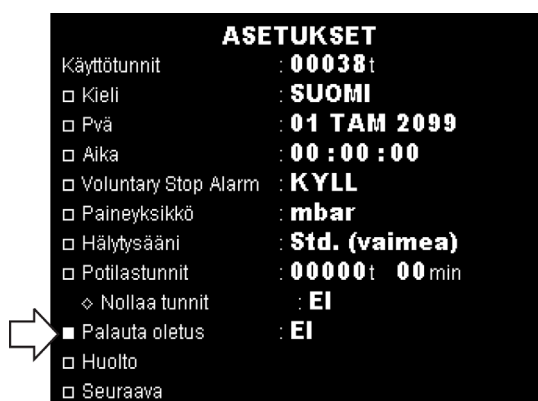 ASETUKSET
Käyttötunnit : 00038t
Kieli : SUOMI
Pvä : 01 TAM 2099
Aika : 00 : 00 : 00
Voluntary Stop Alarm : KYLL
Paineyksikkö : mbar
Hälytysääni : Std. (vaimea)
Potilastunnit : 00000t 00min
Nollaa tunnit : EI
Palauta oletus : EI
Huolto
Seuraava